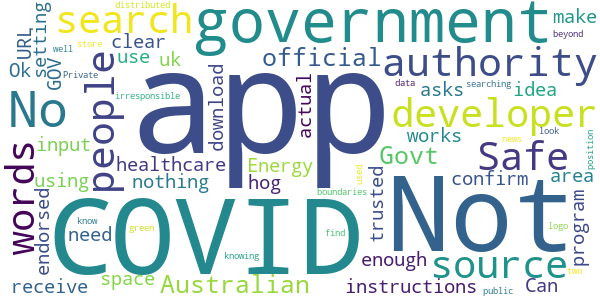 search government make
URL setting clear official people
Ok GOV use uk authority
No app developer
download actual asks idea
input healthcare Energy works Govt Safe
words using nothing hog confirm area
endorsed COVID Not
trusted program
know need green boundaries enough source
receive space Australian instructions Can
distributed well store Private irresponsible
data beyond searching news look position
used find knowing logo two public